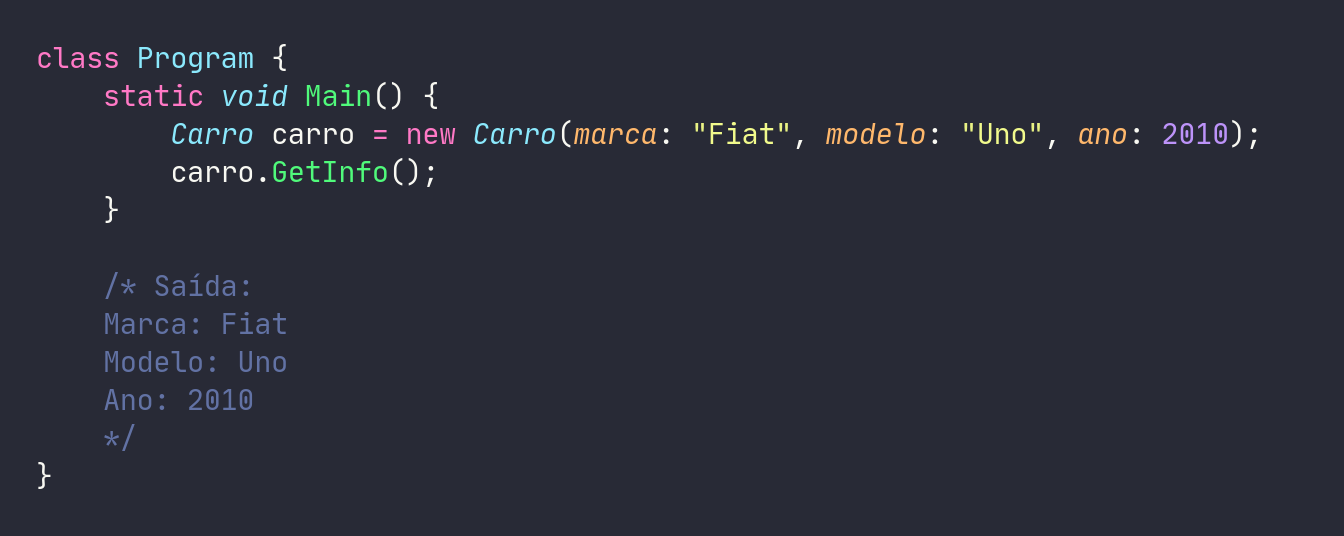 class Program {
    static void Main() {
        Carro carro = new Carro(marca: "Fiat", modelo: "Uno", ano: 2010);
        carro.GetInfo();
    }

    /* Saída:
    Marca: Fiat
    Modelo: Uno
    Ano: 2010
    */
}